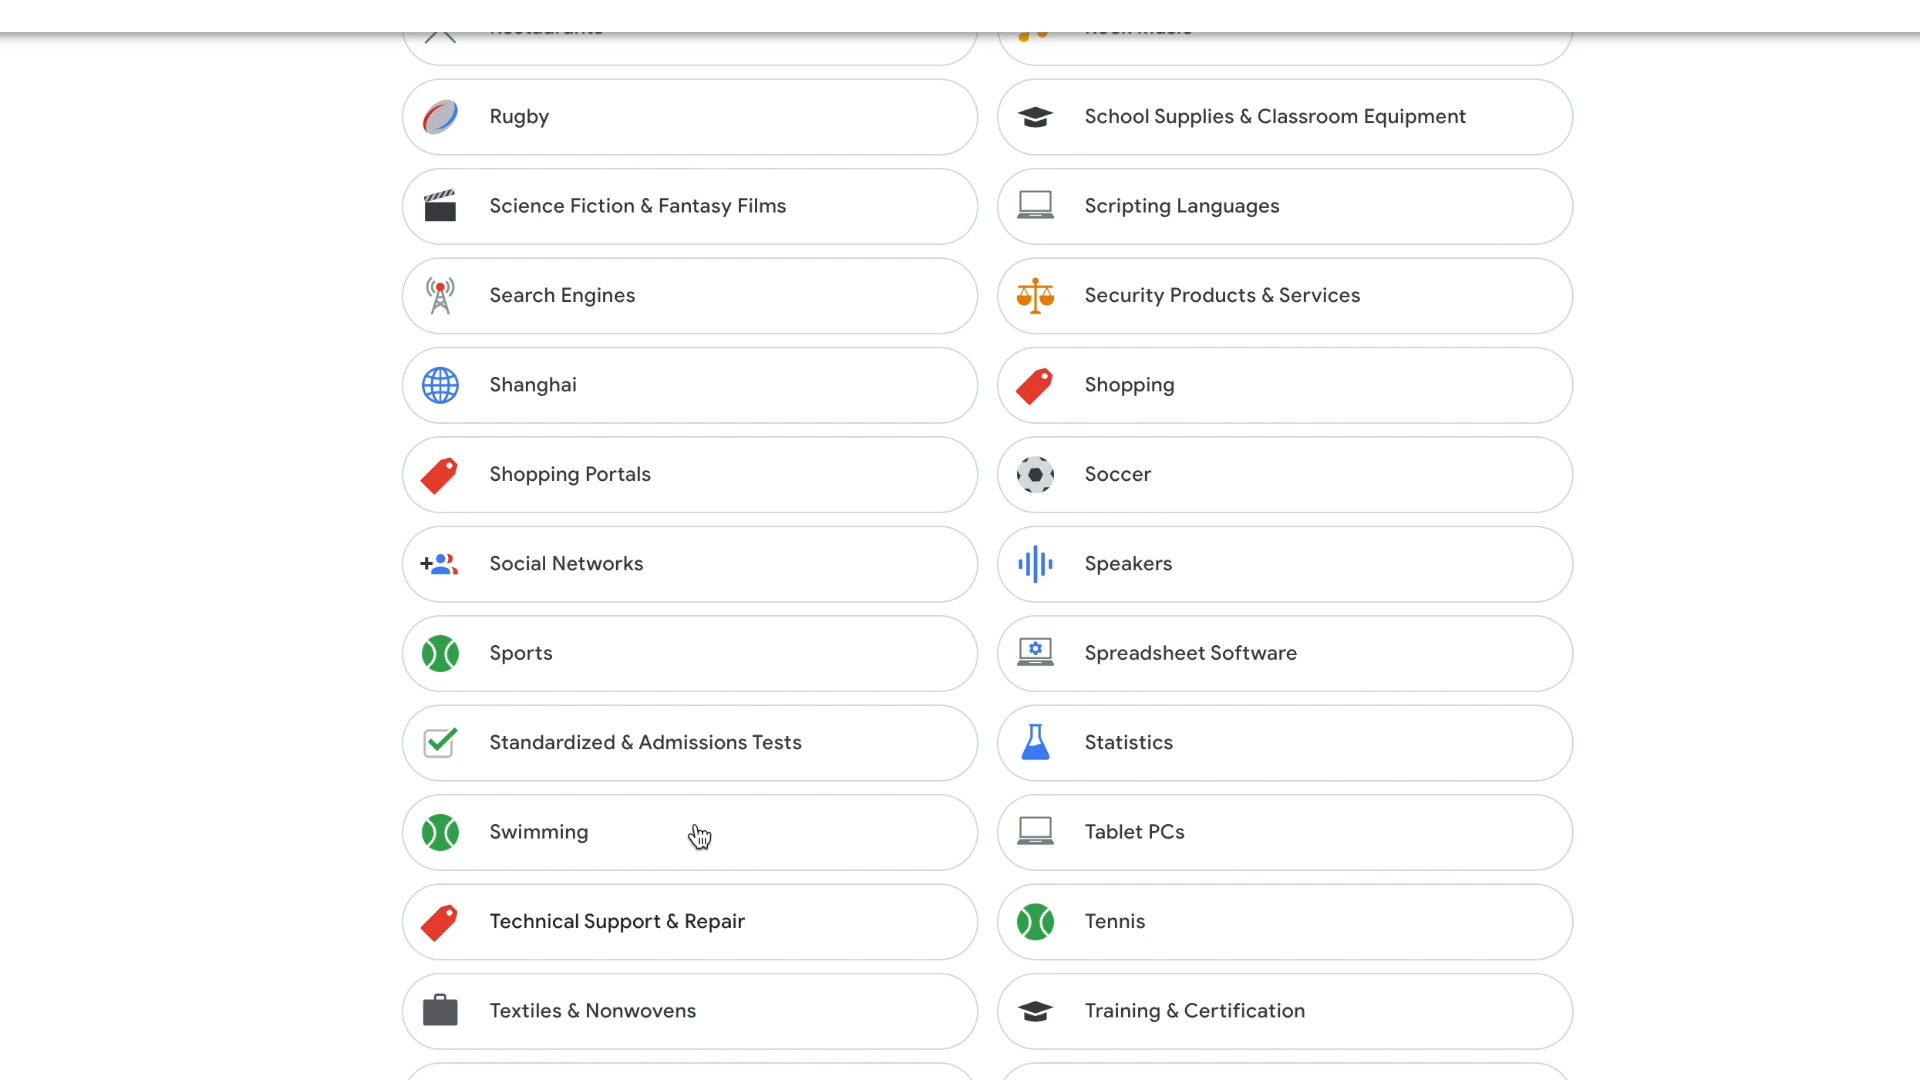 Rugby
School Supplies & Classroom Equipment
Science Fiction & Fantasy Films
Scripting Languages
Search Engines
Security Products & Services
Shanghai
Shopping
Shopping Portals
Soccer
Social Networks
Speakers
Sports
Spreadsheet Software
Standardized & Admissions Tests
Statistics
Swimming
Tablet PCs
Technical Support & Repair
Tennis
Textiles & Nonwovens
Training & Certification